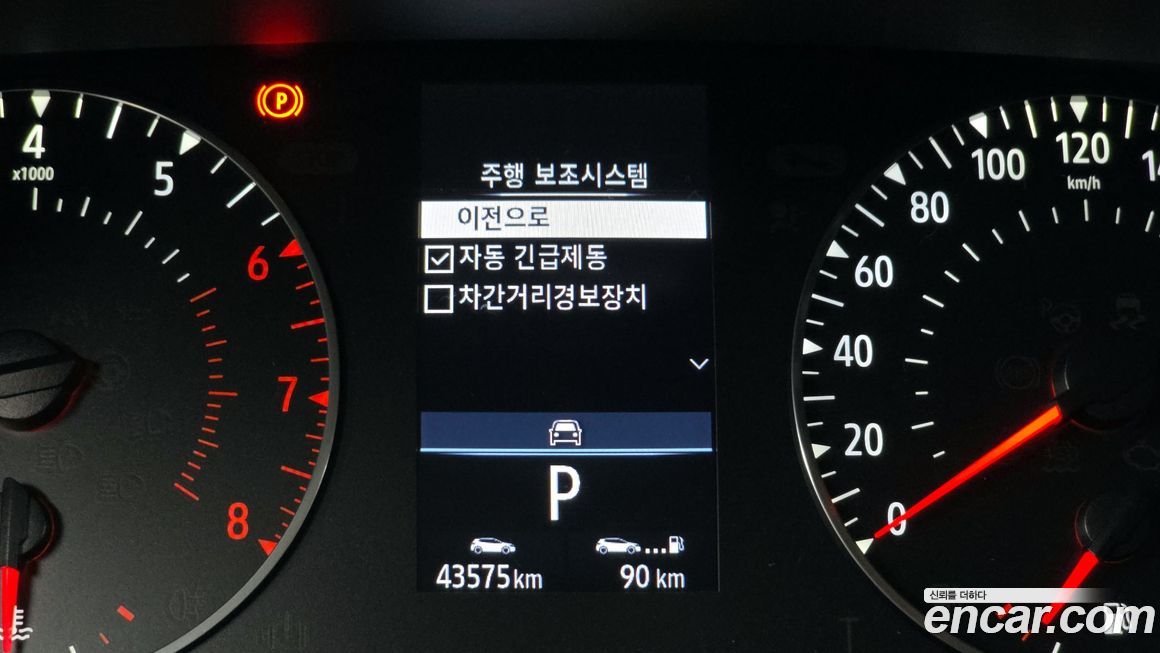 4
x1000
5
6
7
8
P
주행 보조시스템
이전으로
자동 긴급제동
차간거리경보장치
P
43575 km
90 km
0
20
40
60
80
100
120
km/h
신뢰를 더하다
encar.com